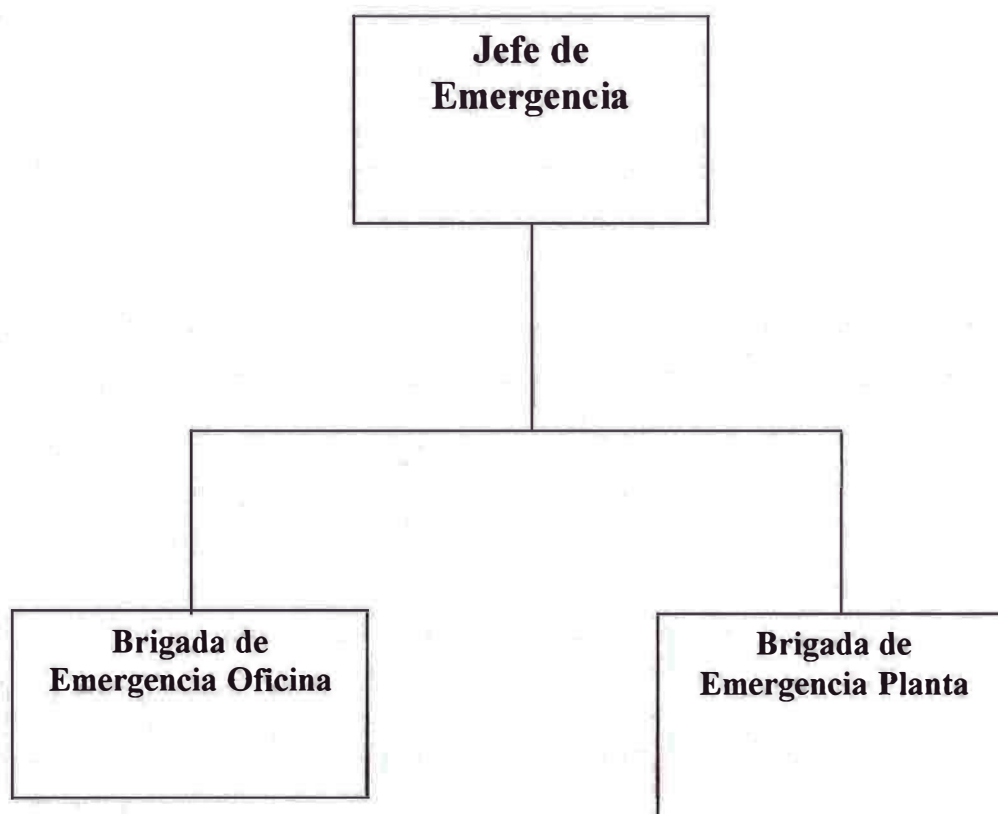 Jefe de
Emergencia
Brigada de
Emergencia Oficina
Brigada de
Emergencia Planta